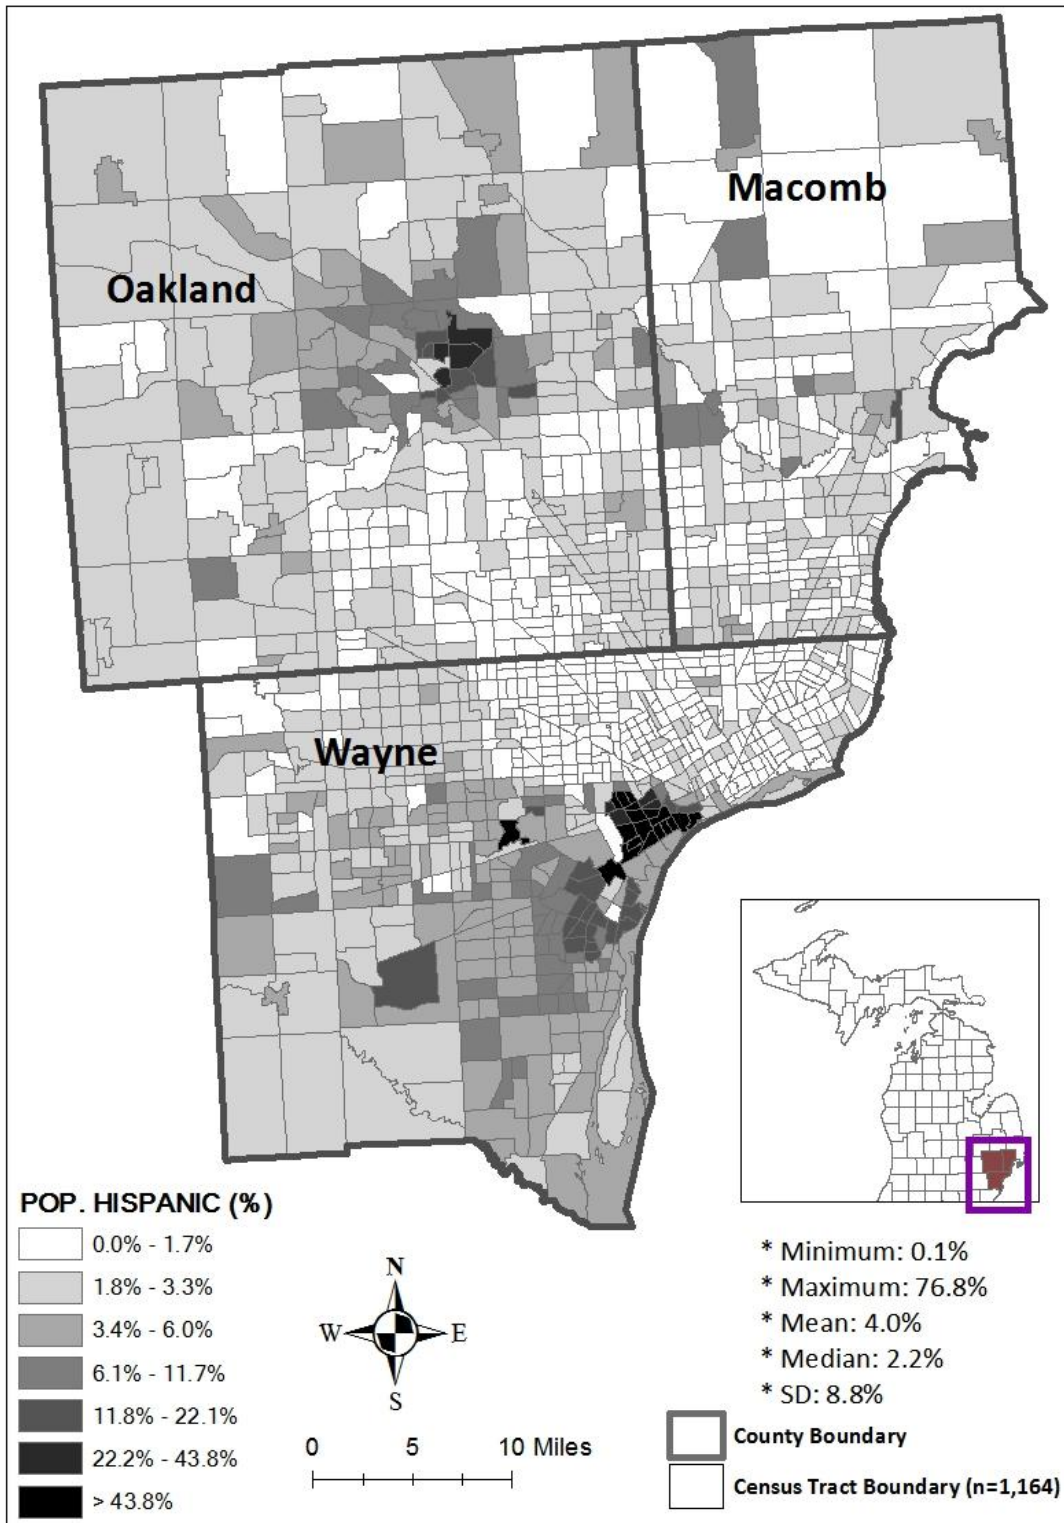 Macomb
Oakland
Wayne
POP. HISPANIC (%)
0.0% - 1.7%
1.8% - 3.3%
3.4% - 6.0%
6.1% - 11.7%
11.8% - 22.1%
22.2% - 43.8%
> 43.8%
N
W E
S
0 5 10 Miles
* Minimum: 0.1%
* Maximum: 76.8%
* Mean: 4.0%
* Median: 2.2%
* SD: 8.8%
County Boundary
Census Tract Boundary (n=1,164)